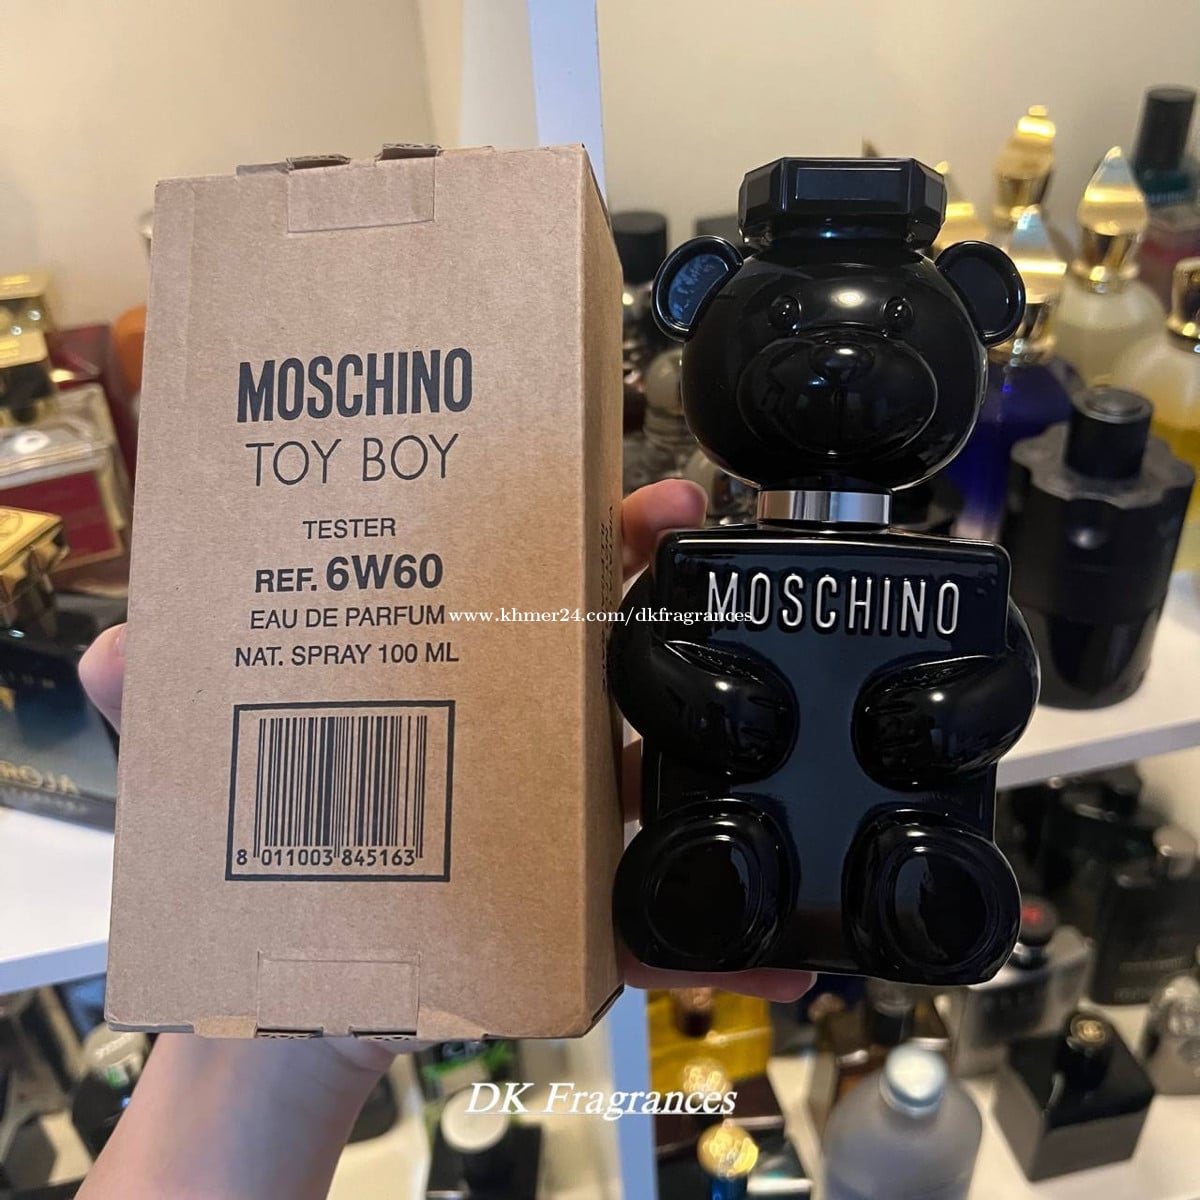 MOSCHINO
TOY BOY
TESTER
REF. 6W60
EAU DE PARFUM
NAT. SPRAY 100 ML
8 011003 845163
MOSCHINO
www.khmer24.com/dkfragrances
DK Fragrances